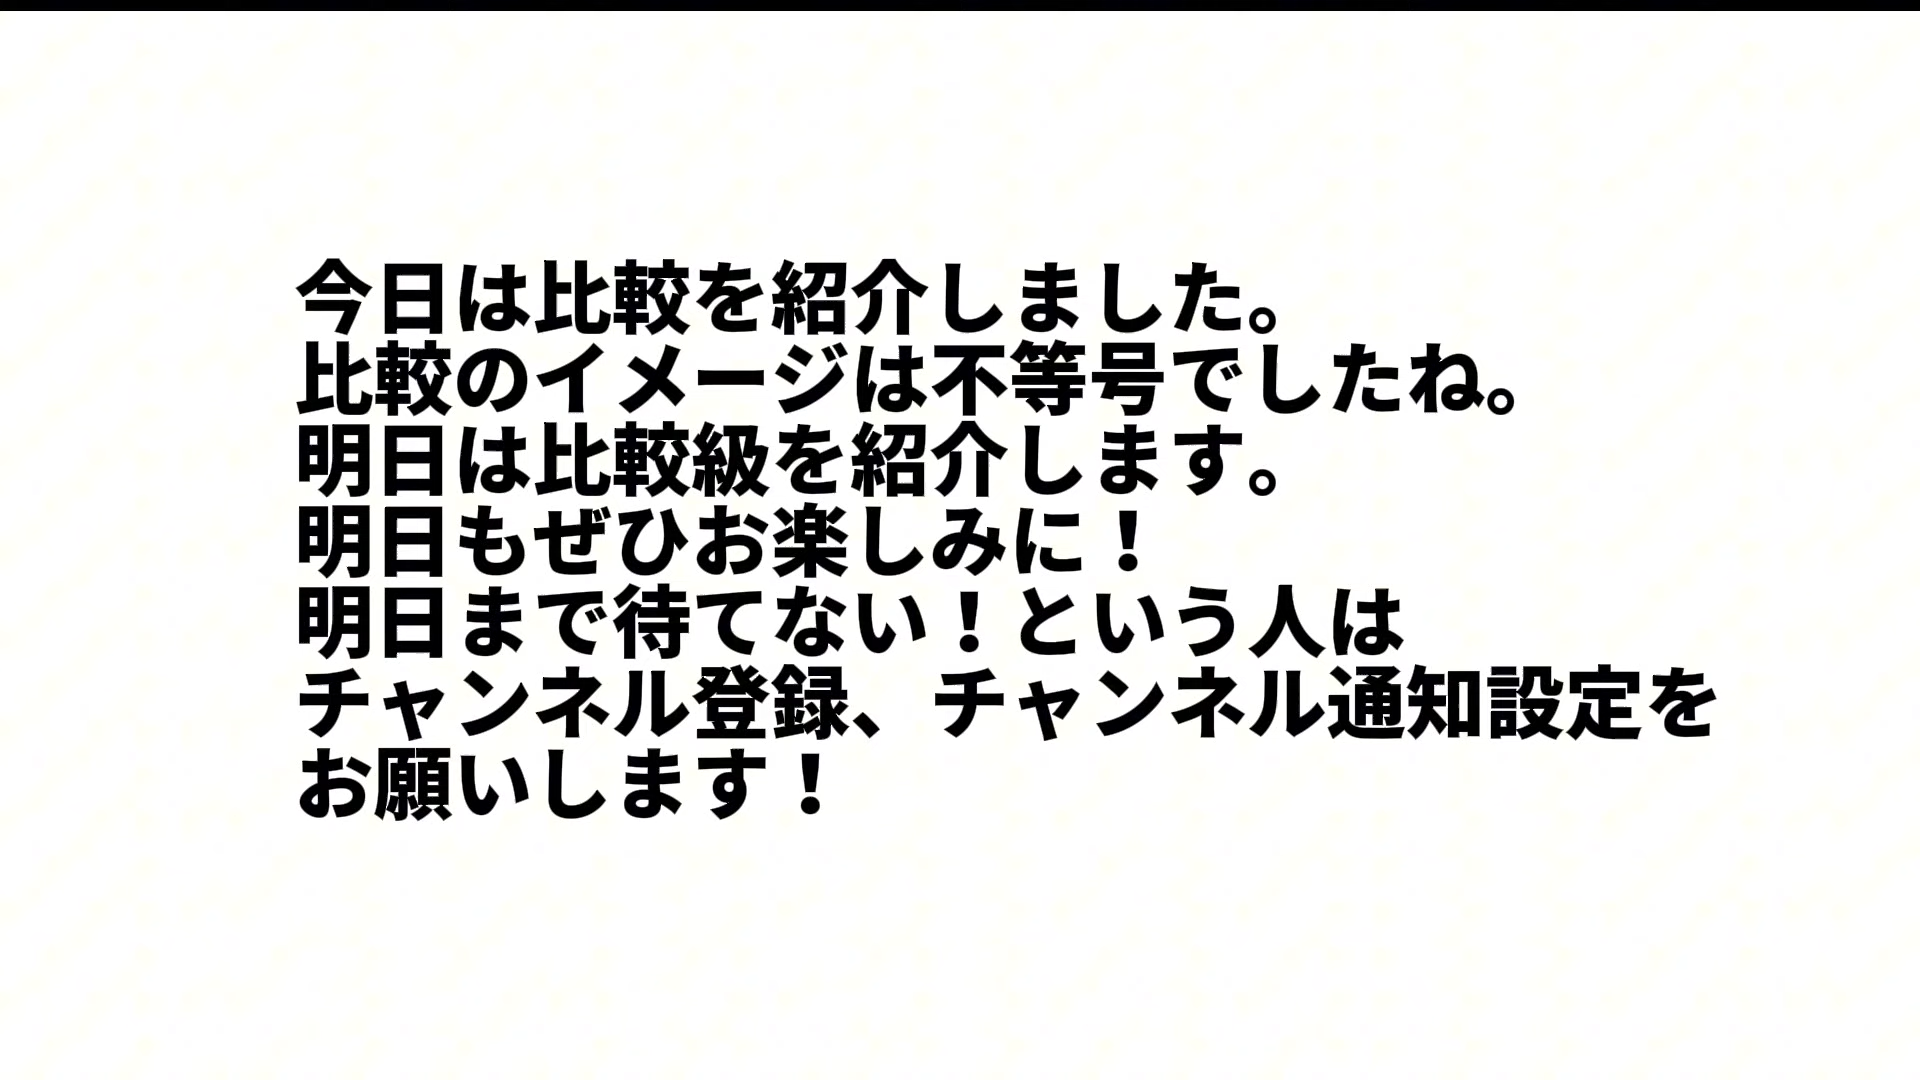 今日は比較を紹介しました。
比較のイメージは不等号でしたね。
明日は比較級を紹介します。
明日もぜひお楽しみに！
明日まで待てない！という人は
チャンネル登録、チャンネル通知設定を
お願いします！